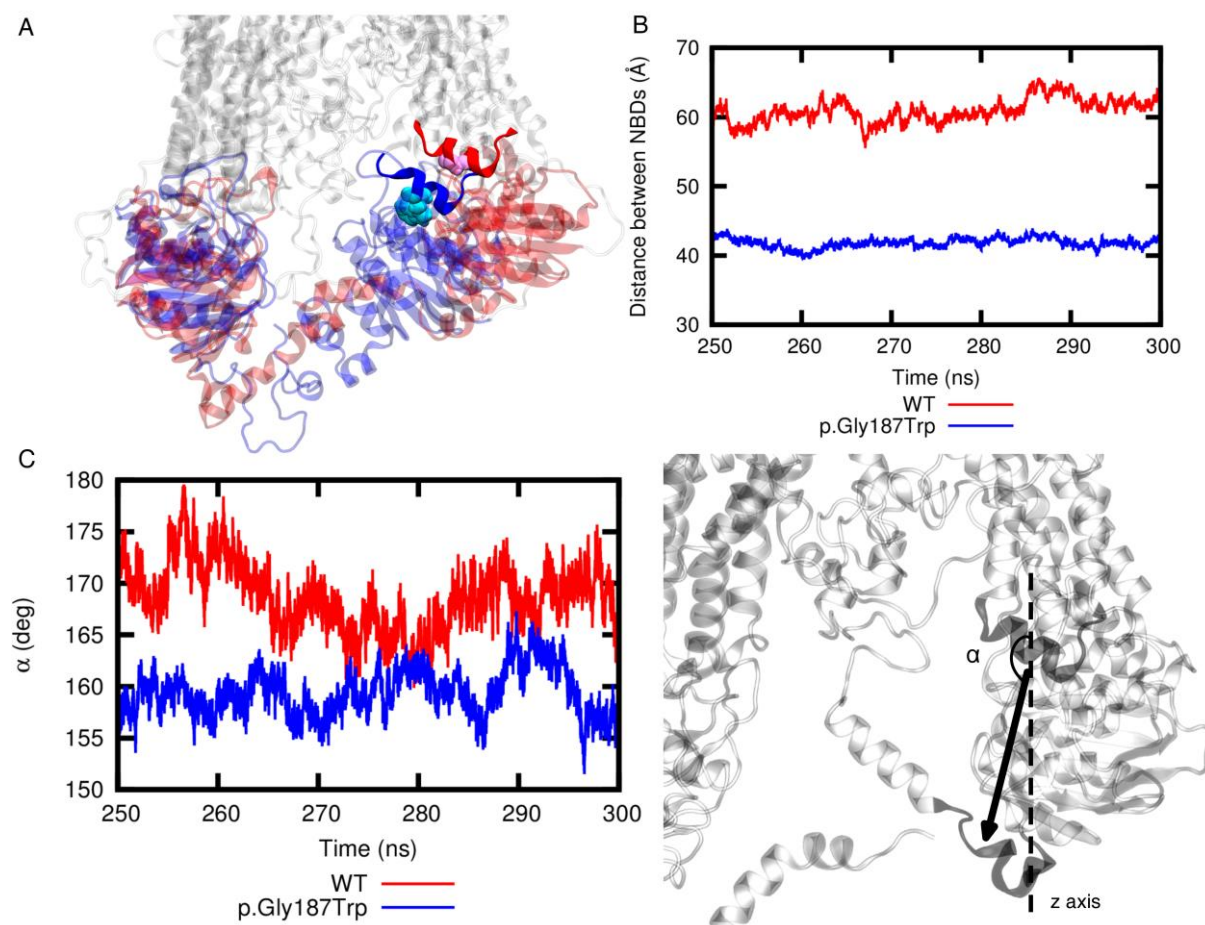 A
B
Distance between NBDs (Å)
70
60
50
40
30
250 260 270 280 290 300
Time (ns)
WT
p.Gly187Trp
C
α (deg)
180
175
170
165
160
155
150
250 260 270 280 290 300
Time (ns)
WT
p.Gly187Trp
α
z axis